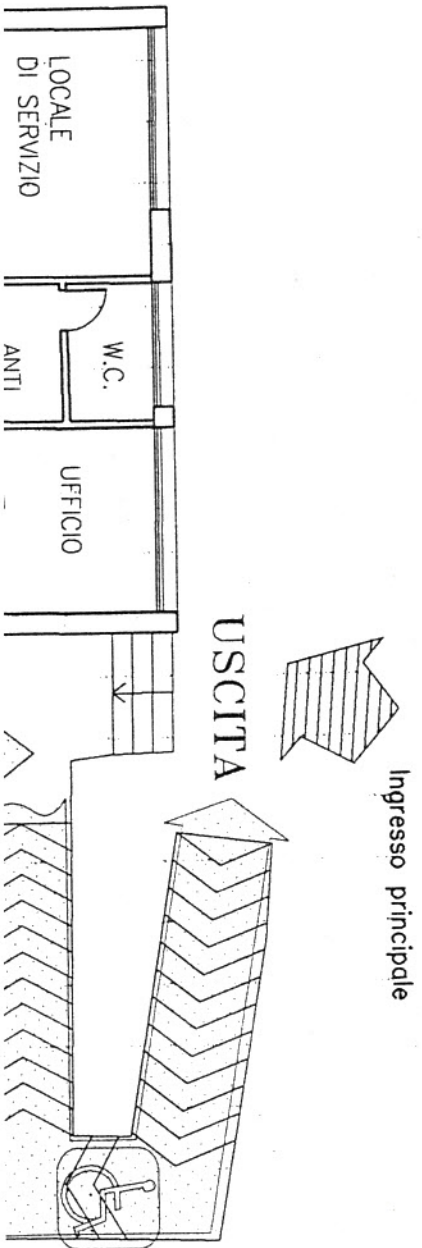 LOCALE
DI SERVIZIO
W.C.
ANTI
UFFICIO
USCITA
Ingresso principale